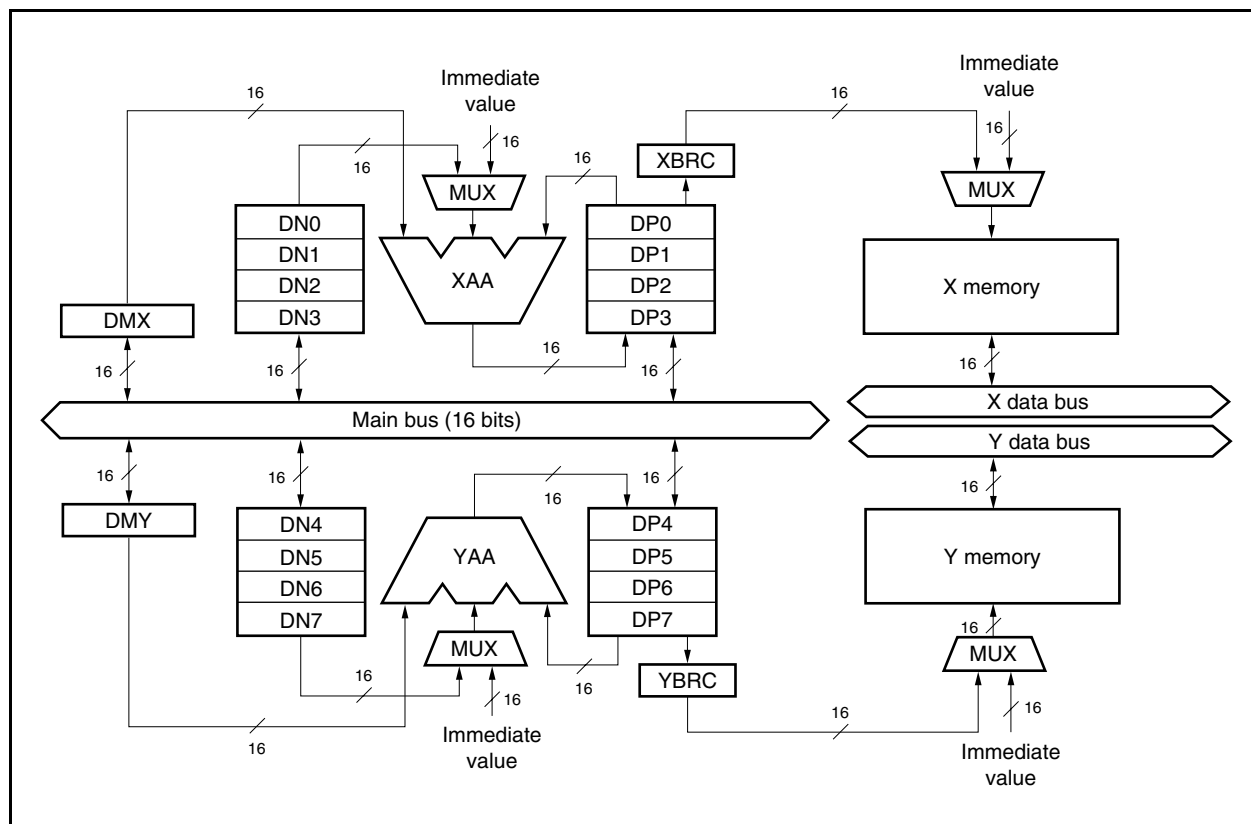 16
Immediate
value
16
16
16
16
Immediate
value
16
XBRC
MUX
MUX
DN0
DN1
DN2
DN3
XAA
DP0
DP1
DP2
DP3
X memory
DMX
16
16
16
16
16
Main bus (16 bits)
X data bus
Y data bus
16
16
16
16
16
DMY
DN4
DN5
DN6
DN7
YAA
DP4
DP5
DP6
DP7
Y memory
16
MUX
MUX
YBRC
16
16
16
16
16
16
Immediate
value
Immediate
value